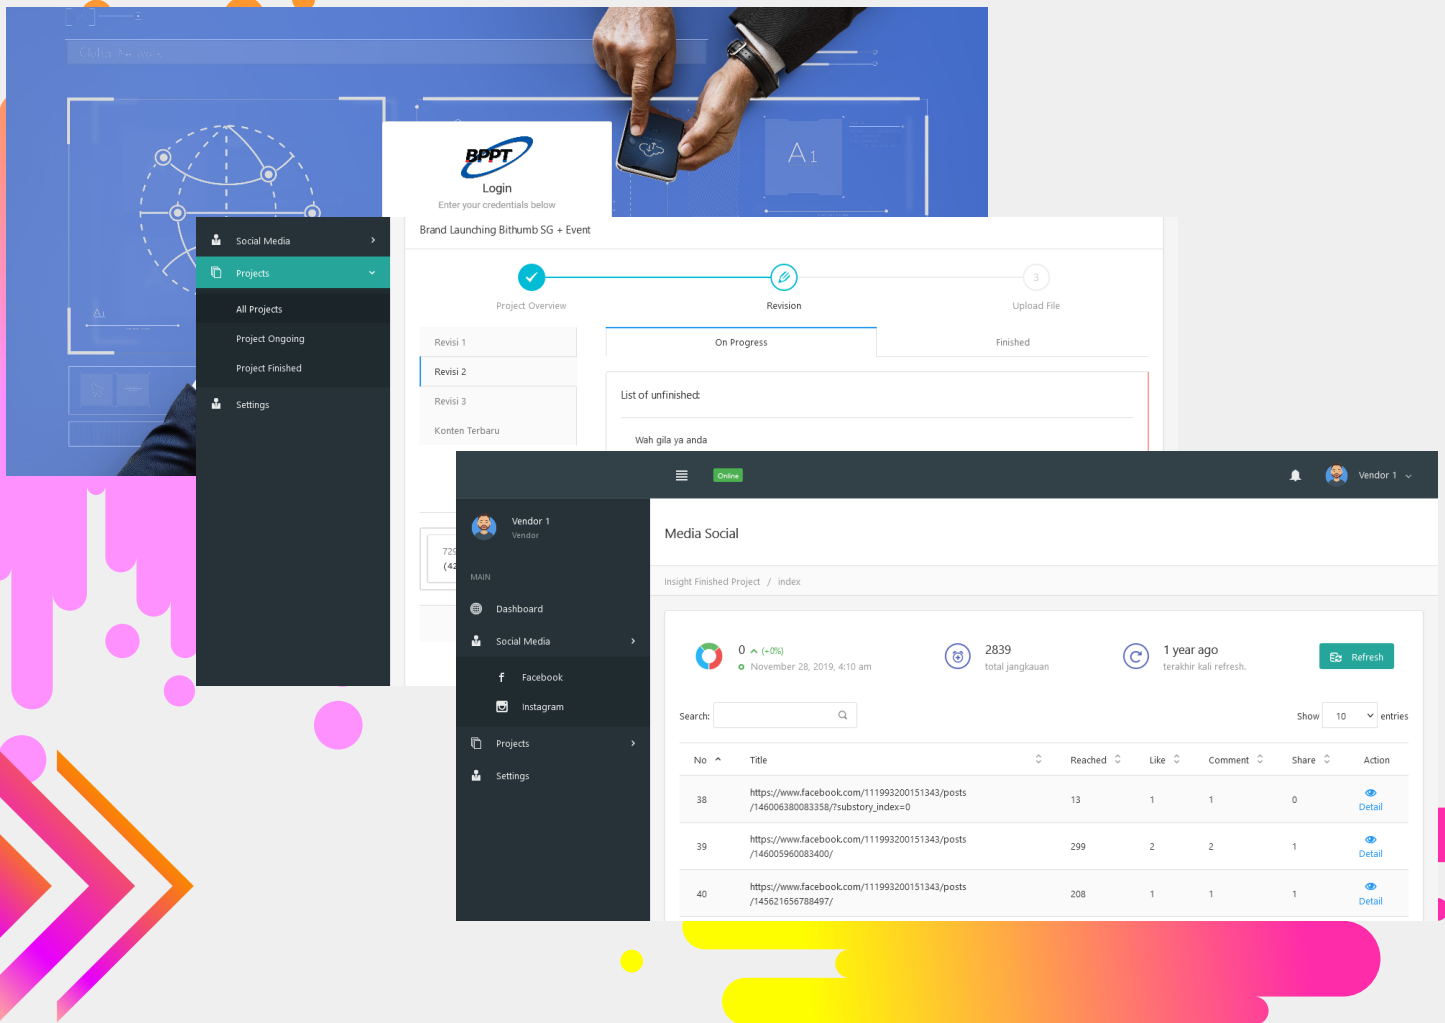 Global Network
A1
BPPT
Login
Enter your credentials below
Social Media
Projects
All Projects
Project Ongoing
Project Finished
Settings
Brand Launching Bithumb SG + Event
Project Overview
Revision
3
Upload File
Revisi 1
Revisi 2
Revisi 3
Konten Terbaru
On Progress
Finished
List of unfinished:
Wah gila ya anda
729
(42
Online
Vendor 1
Vendor 1
Vendor
MAIN
Dashboard
Social Media
Facebook
Instagram
Projects
Settings
Media Social
Insight Finished Project / index
0 (+0%)
November 28, 2019, 4:10 am
2839
total jangkauan
1 year ago
terakhir kali refresh.
Refresh
Search:
Show 10 entries
No Title Reached Like Comment Share Action
38 https://www.facebook.com/111993200151343/posts
/146006380083358/?substory_index=0 13 1 1 0 Detail
39 https://www.facebook.com/111993200151343/posts
/146005960083400/ 299 2 2 1 Detail
40 https://www.facebook.com/111993200151343/posts
/145621656788497/ 208 1 1 1 Detail